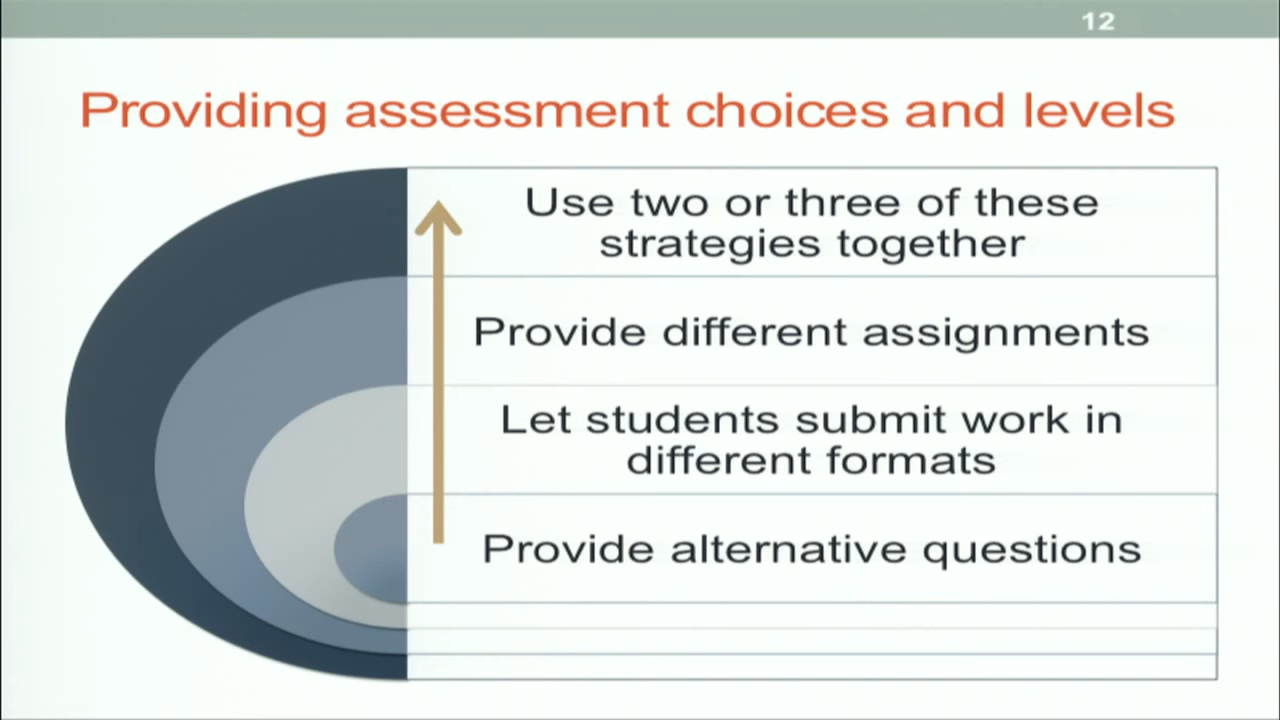 12
Providing assessment choices and levels
Use two or three of these
strategies together
Provide different assignments
Let students submit work in
different formats
Provide alternative questions